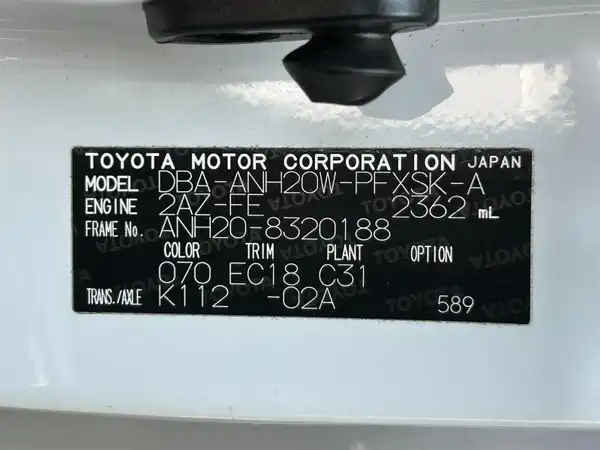 TOYOTA MOTOR CORPORATION JAPAN
MODEL DBA-ANH20W-PFXSK-A
ENGINE 2AZ-FE 2362 mL
FRAME No. ANH20-8320188
COLOR TRIM PLANT OPTION
070 EC18 C31
TRANS./AXLE K112 -02A 589